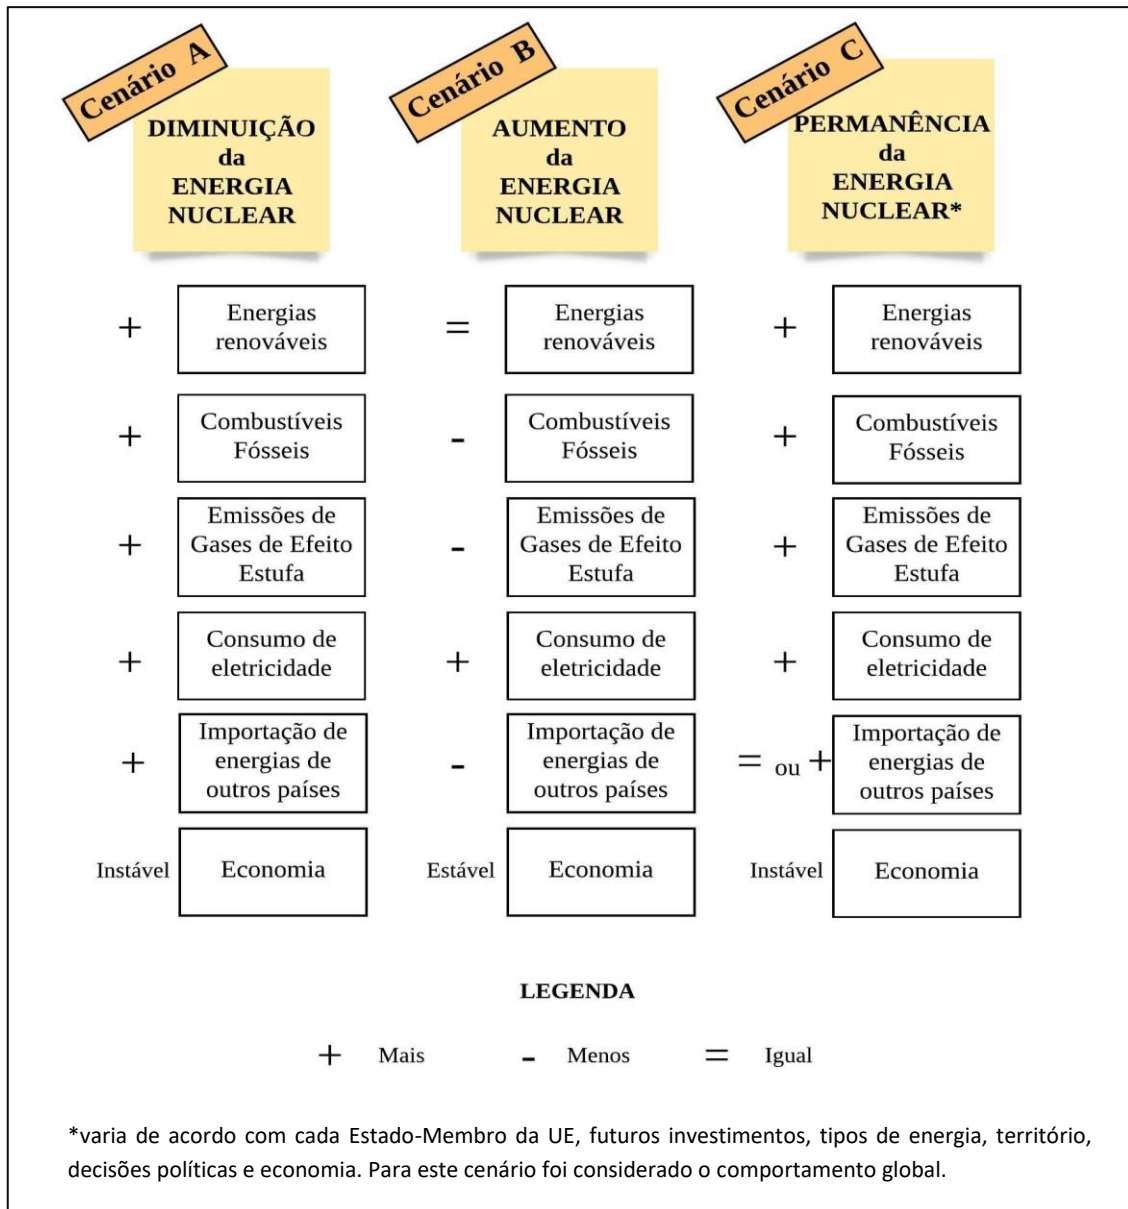 Cenário A
DIMINUIÇÃO
da
ENERGIA
NUCLEAR
Cenário B
AUMENTO
da
ENERGIA
NUCLEAR
Cenário C
PERMANÊNCIA
da
ENERGIA
NUCLEAR*
+
Energias
renováveis
=
Energias
renováveis
+
Energias
renováveis
+
Combustíveis
Fósseis
-
Combustíveis
Fósseis
+
Combustíveis
Fósseis
+
Emissões de
Gases de Efeito
Estufa
-
Emissões de
Gases de Efeito
Estufa
+
Emissões de
Gases de Efeito
Estufa
+
Consumo de
eletricidade
+
Consumo de
eletricidade
+
Consumo de
eletricidade
+
Importação de
energias de
outros países
-
Importação de
energias de
outros países
= ou +
Importação de
energias de
outros países
Instável
Economia
Estável
Economia
Instável
Economia
LEGENDA
+ Mais - Menos = Igual
*varia de acordo com cada Estado-Membro da UE, futuros investimentos, tipos de energia, território,
decisões políticas e economia. Para este cenário foi considerado o comportamento global.